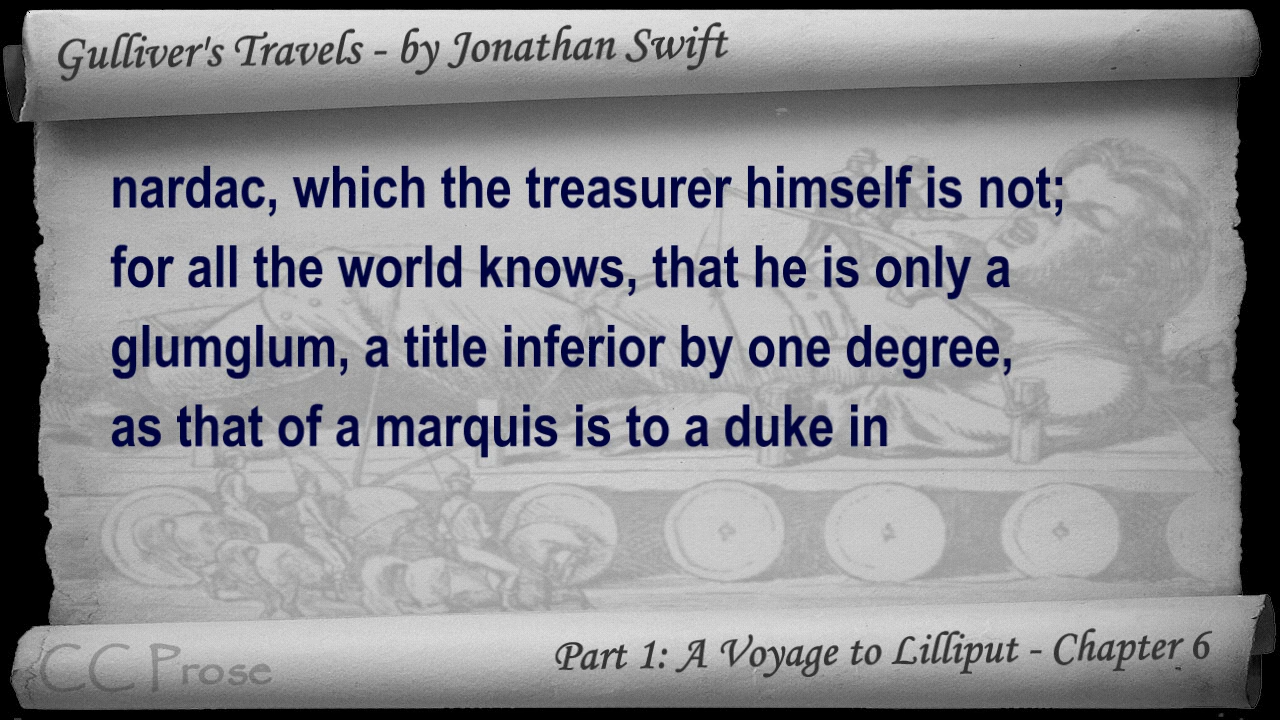 Gulliver's Travels - by Jonathan Swift
nardac, which the treasurer himself is not;
for all the world knows, that he is only a
glumglum, a title inferior by one degree,
as that of a marquis is to a duke in
CC Prose
Part 1: A Voyage to Lilliput - Chapter 6